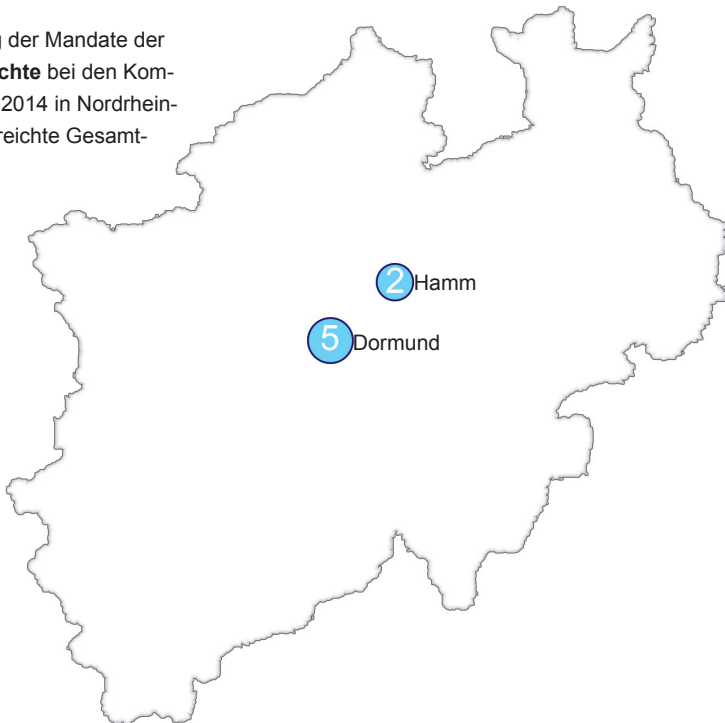 g der Mandate der
chte bei den Kom-
2014 in Nordrhein-
reichte Gesamt-
2 Hamm
5 Dormund